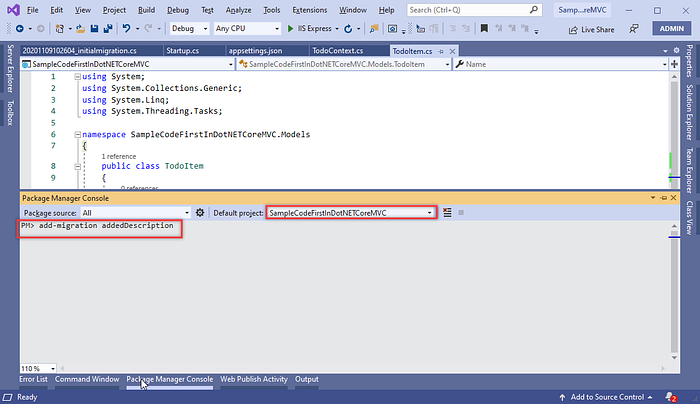 File Edit View Project Build Debug Test Analyze Tools Extensions Window Help Search (Ctrl+Q) Samp...reMVC
Debug Any CPU IIS Express Live Share ADMIN
Server Explorer
Toolbox
20201109102604_initialmigration.cs Startup.cs appsettings.json TodoContext.cs TodoItem.cs
SampleCodeFirstInDotNETCoreMVC SampleCodeFirstInDotNETCoreMVC.Models.TodoItem Name
1 using System;
2 using System.Collections.Generic;
3 using System.Linq;
4 using System.Threading.Tasks;
5
6 namespace SampleCodeFirstInDotNETCoreMVC.Models
7 {
1 reference
8 public class TodoItem
9 {
0 references
Package Manager Console
Package source: All Default project: SampleCodeFirstInDotNETCoreMVC
PM> add-migration addedDescription
110 %
Error List Command Window Package Manager Console Web Publish Activity Output
Ready Add to Source Control 2
Properties
Solution Explorer
Team Explorer
Class View